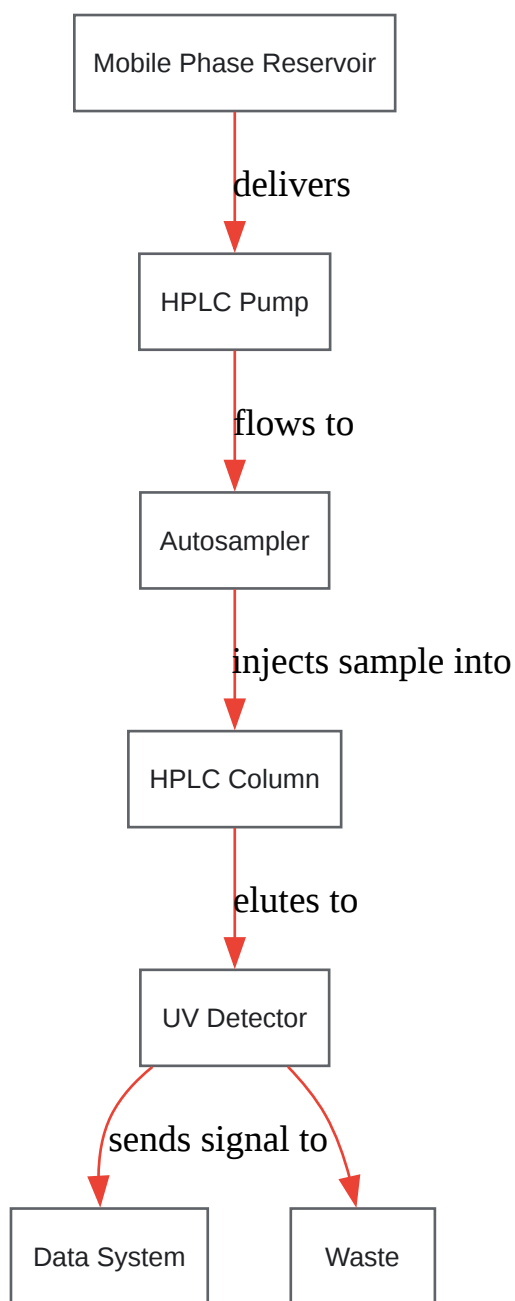 Mobile Phase Reservoir
delivers
HPLC Pump
flows to
Autosampler
injects sample into
HPLC Column
elutes to
UV Detector
sends signal to
Data System
Waste